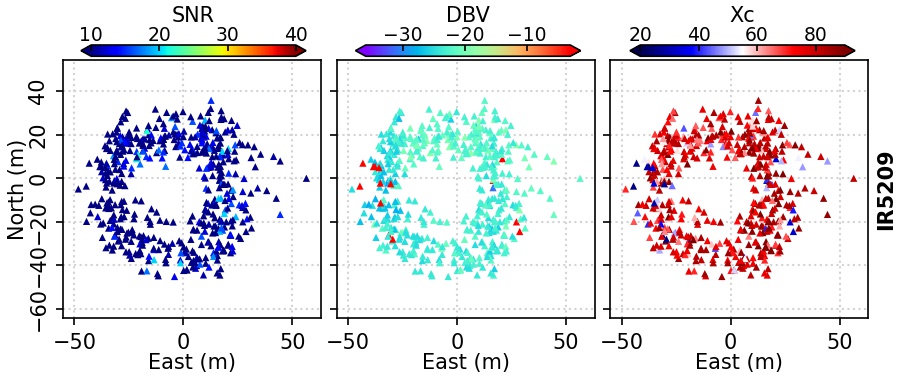 SNR DBV Xc
10 20 30 40 −30 −20 −10 20 40 60 80
40
20
0
−20
−40
−60
North (m)
IR5209
−50 0 50 −50 0 50 −50 0 50
East (m) East (m) East (m)